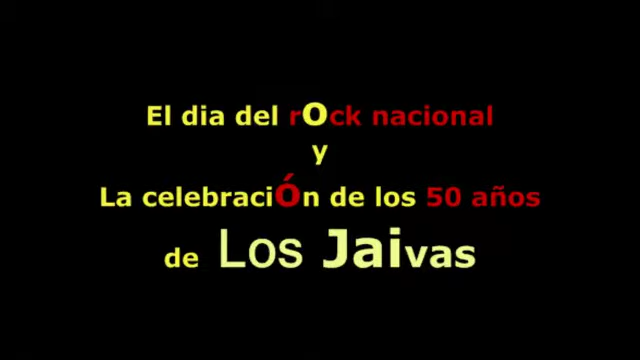 El dia del rOck nacional
y
La celebraciÓn de los 50 años
de Los Jaivas